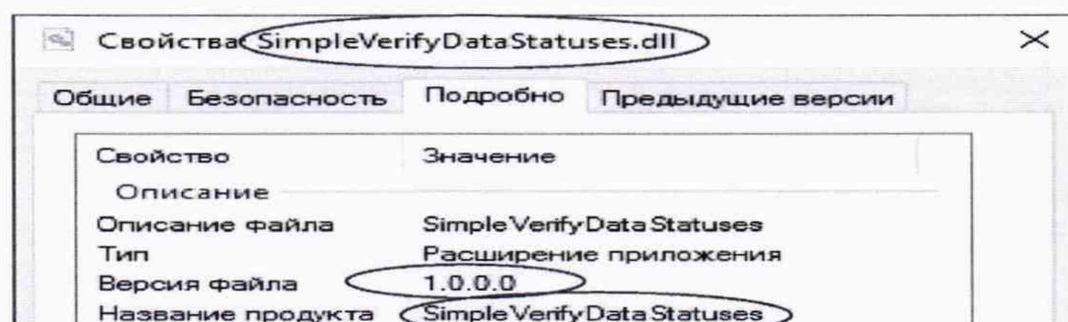 Свойства: SimpleVerifyDataStatuses.dll
Общие Безопасность Подробно Предыдущие версии
Свойство Значение
Описание
Описание файла SimpleVerifyDataStatuses
Тип Расширение приложения
Версия файла 1.0.0.0
Название продукта SimpleVerifyDataStatuses